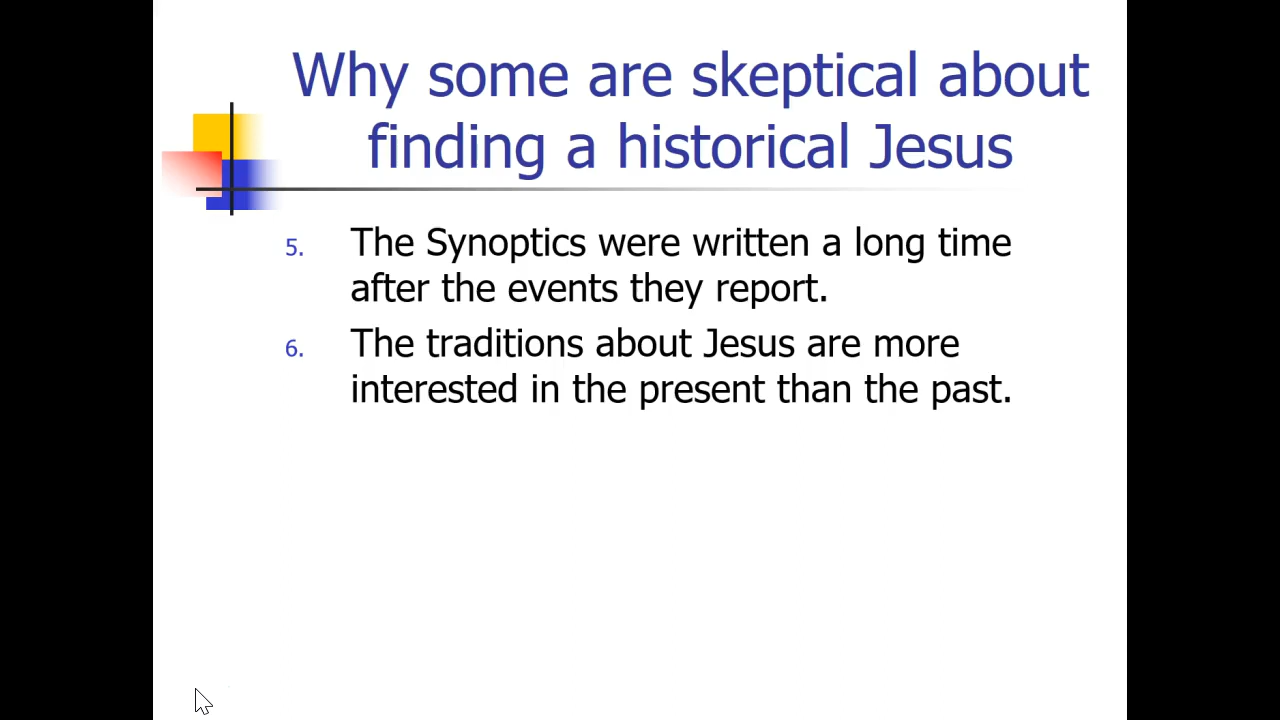 Why some are skeptical about
finding a historical Jesus
5. The Synoptics were written a long time
after the events they report.
6. The traditions about Jesus are more
interested in the present than the past.